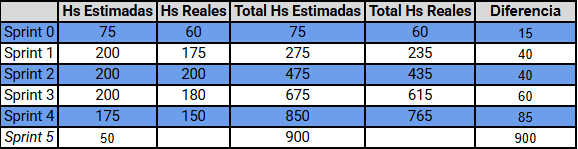 Hs Estimadas Hs Reales Total Hs Estimadas Total Hs Reales Diferencia
Sprint 0 75 60 75 60 15
Sprint 1 200 175 275 235 40
Sprint 2 200 200 475 435 40
Sprint 3 200 180 675 615 60
Sprint 4 175 150 850 765 85
Sprint 5 50 900 900